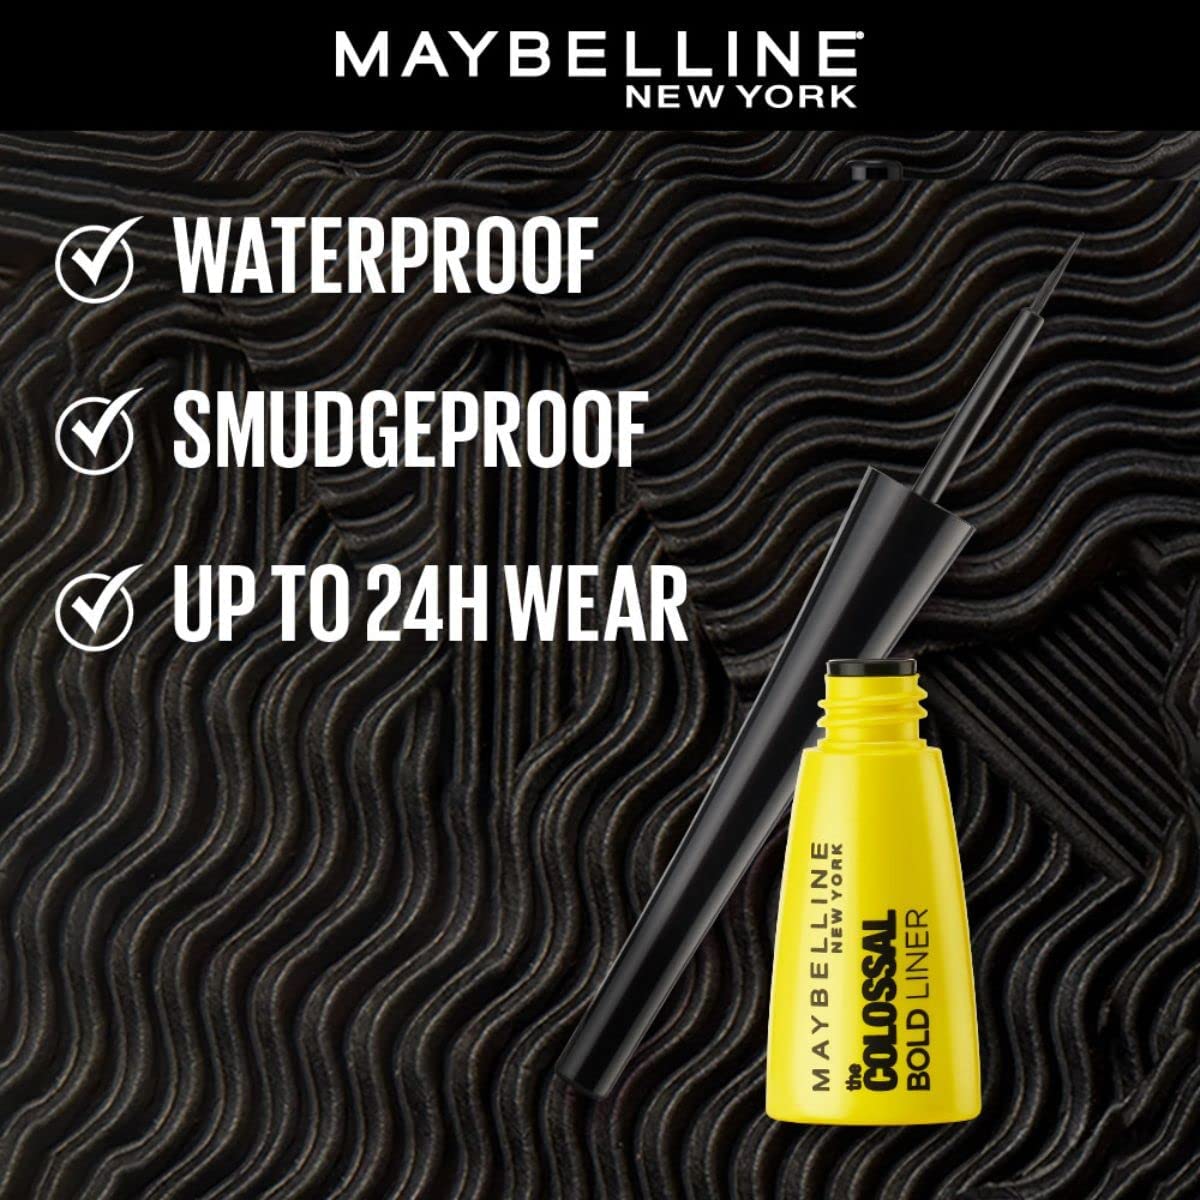 MAYBELLINE
NEW YORK
WATERPROOF
SMUDGEPROOF
UP TO 24H WEAR
MAYBELLINE
NEW YORK
the COLOSSAL
BOLD LINER